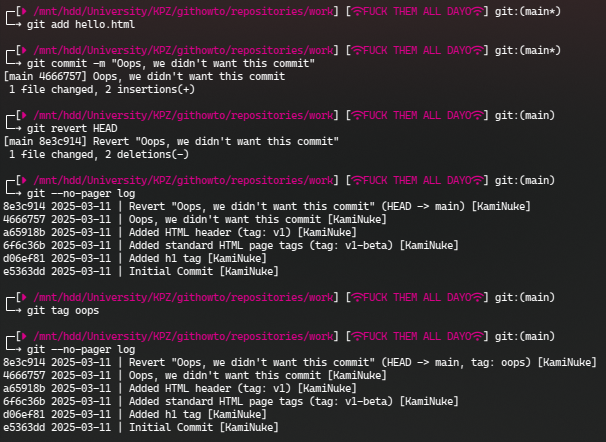 ┌─[ /mnt/hdd/University/KPZ/githowto/repositories/work] [FUCK THEM ALL DAYO] git:(main*)
└─➝ git add hello.html
┌─[ /mnt/hdd/University/KPZ/githowto/repositories/work] [FUCK THEM ALL DAYO] git:(main*)
└─➝ git commit -m "Oops, we didn't want this commit"
[main 4666757] Oops, we didn't want this commit
1 file changed, 2 insertions(+)
┌─[ /mnt/hdd/University/KPZ/githowto/repositories/work] [FUCK THEM ALL DAYO] git:(main)
└─➝ git revert HEAD
[main 8e3c914] Revert "Oops, we didn't want this commit"
1 file changed, 2 deletions(-)
┌─[ /mnt/hdd/University/KPZ/githowto/repositories/work] [FUCK THEM ALL DAYO] git:(main)
└─➝ git --no-pager log
8e3c914 2025-03-11 | Revert "Oops, we didn't want this commit" (HEAD -> main) [KamiNuke]
4666757 2025-03-11 | Oops, we didn't want this commit [KamiNuke]
a65918b 2025-03-11 | Added HTML header (tag: v1) [KamiNuke]
6f6c36b 2025-03-11 | Added standard HTML page tags (tag: v1-beta) [KamiNuke]
d06ef81 2025-03-11 | Added h1 tag [KamiNuke]
e5363dd 2025-03-11 | Initial Commit [KamiNuke]
┌─[ /mnt/hdd/University/KPZ/githowto/repositories/work] [FUCK THEM ALL DAYO] git:(main)
└─➝ git tag oops
┌─[ /mnt/hdd/University/KPZ/githowto/repositories/work] [FUCK THEM ALL DAYO] git:(main)
└─➝ git --no-pager log
8e3c914 2025-03-11 | Revert "Oops, we didn't want this commit" (HEAD -> main, tag: oops) [KamiNuke]
4666757 2025-03-11 | Oops, we didn't want this commit [KamiNuke]
a65918b 2025-03-11 | Added HTML header (tag: v1) [KamiNuke]
6f6c36b 2025-03-11 | Added standard HTML page tags (tag: v1-beta) [KamiNuke]
d06ef81 2025-03-11 | Added h1 tag [KamiNuke]
e5363dd 2025-03-11 | Initial Commit [KamiNuke]